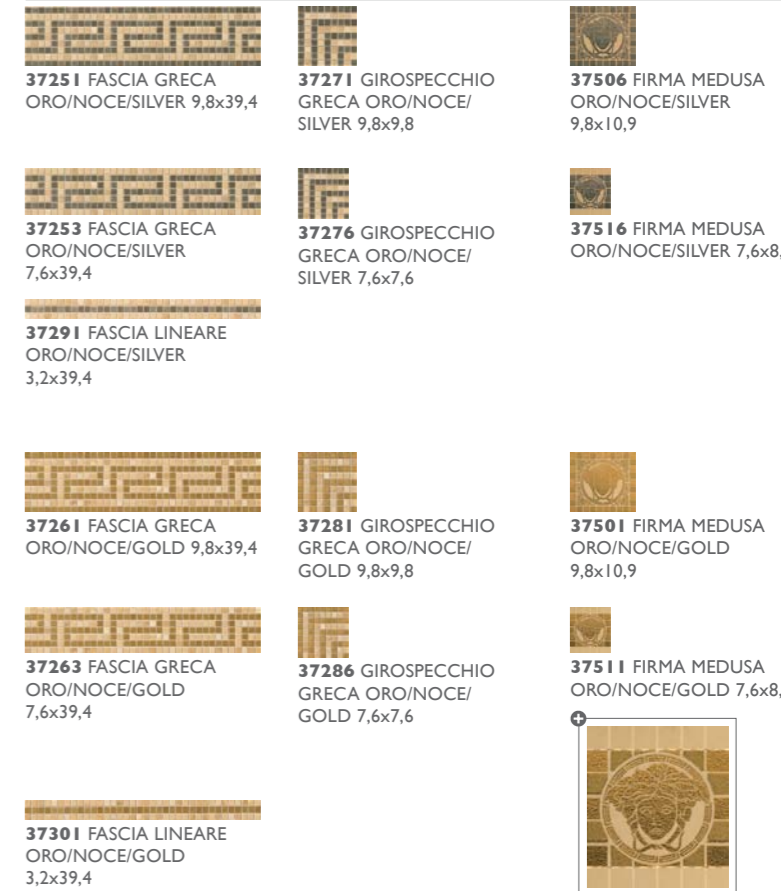 37251 FASCIA GRECA
ORO/NOCE/SILVER 9,8x39,4
37271 GIROSPECCHIO
GRECA ORO/NOCE/
SILVER 9,8x9,8
37506 FIRMA MEDUSA
ORO/NOCE/SILVER
9,8x10,9
37253 FASCIA GRECA
ORO/NOCE/SILVER
7,6x39,4
37276 GIROSPECCHIO
GRECA ORO/NOCE/
SILVER 7,6x7,6
37516 FIRMA MEDUSA
ORO/NOCE/SILVER 7,6x8,
37291 FASCIA LINEARE
ORO/NOCE/SILVER
3,2x39,4
37261 FASCIA GRECA
ORO/NOCE/GOLD 9,8x39,4
37281 GIROSPECCHIO
GRECA ORO/NOCE/
GOLD 9,8x9,8
37501 FIRMA MEDUSA
ORO/NOCE/GOLD
9,8x10,9
37263 FASCIA GRECA
ORO/NOCE/GOLD
7,6x39,4
37286 GIROSPECCHIO
GRECA ORO/NOCE/
GOLD 7,6x7,6
37511 FIRMA MEDUSA
ORO/NOCE/GOLD 7,6x8,
37301 FASCIA LINEARE
ORO/NOCE/GOLD
3,2x39,4